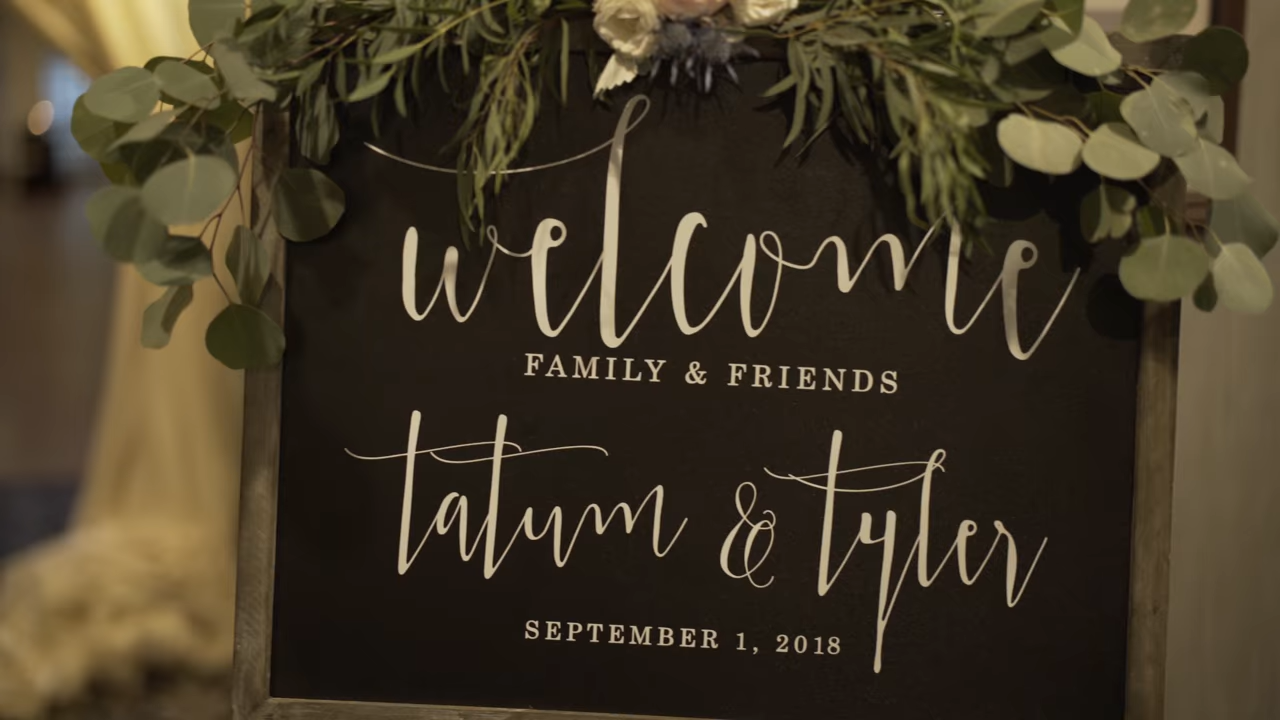 welcome
FAMILY & FRIENDS
tatum & tyler
SEPTEMBER 1, 2018